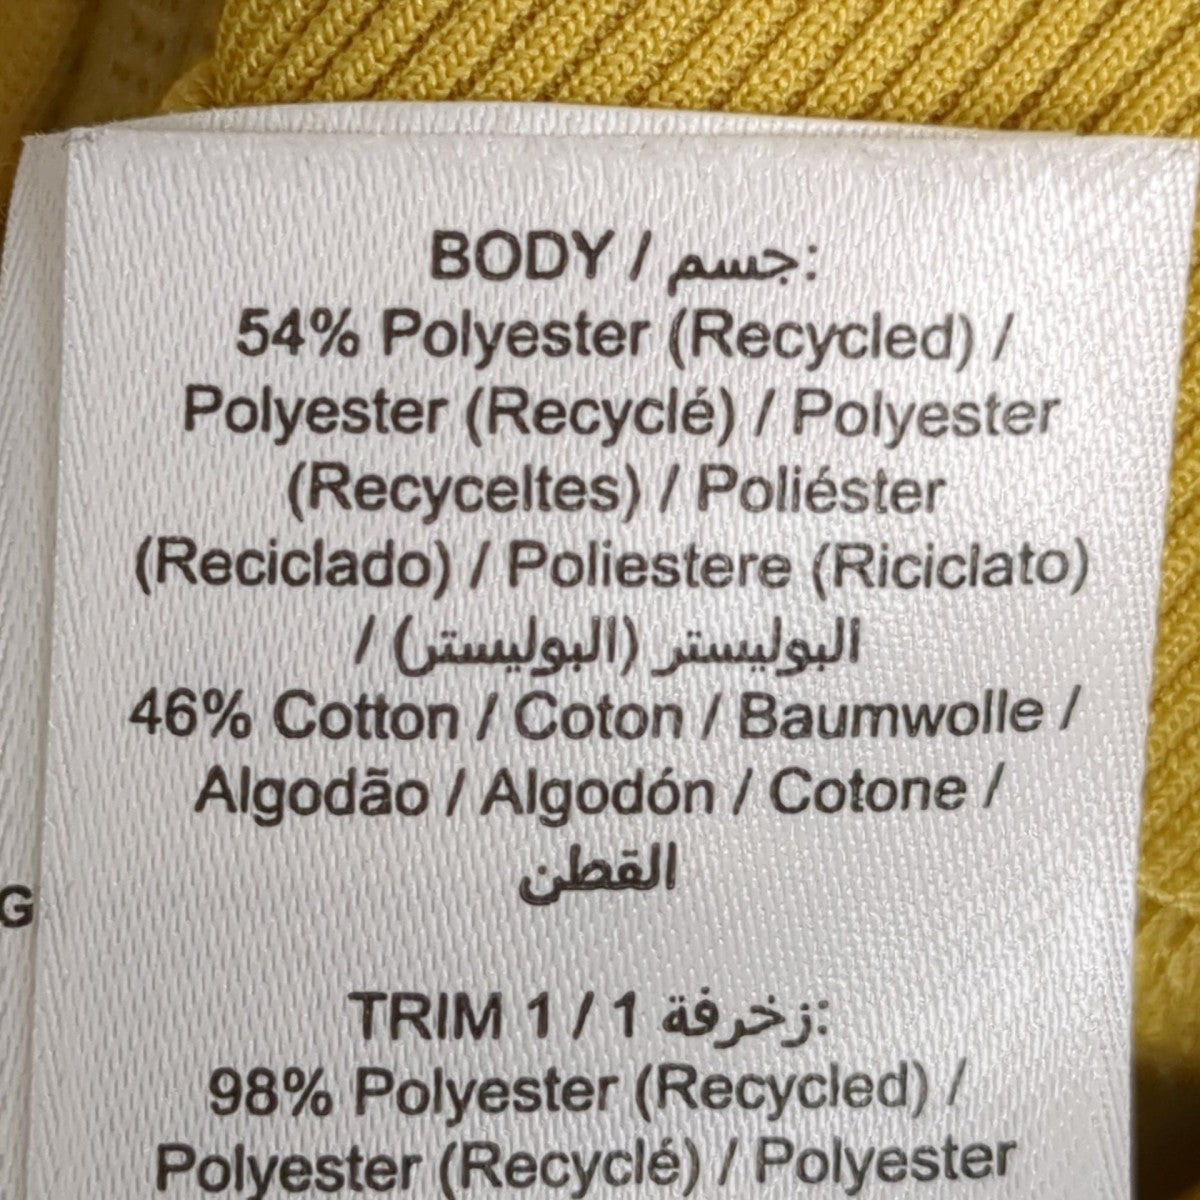 BODY / جسم:
54% Polyester (Recycled) /
Polyester (Recyclé) / Polyester
(Recyceltes) / Poliéster
(Reciclado) / Poliestere (Riciclato)
/ البوليستر (البوليستر) /
46% Cotton / Coton / Baumwolle /
Algodão / Algodón / Cotone /
القطن
G
TRIM 1 / 1 زخرفة:
98% Polyester (Recycled) /
Polyester (Recyclé) / Polyester